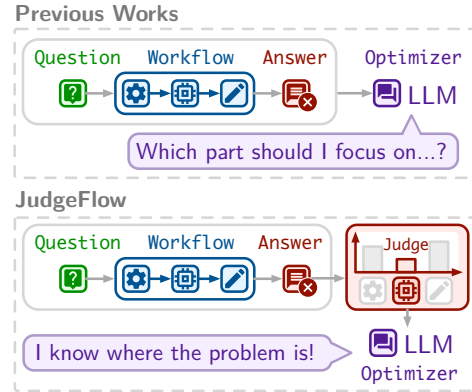 Previous Works
Question Workflow Answer Optimizer
? LLM
Which part should I focus on...?
JudgeFlow
Question Workflow Answer Judge
? LLM
I know where the problem is!
Optimizer